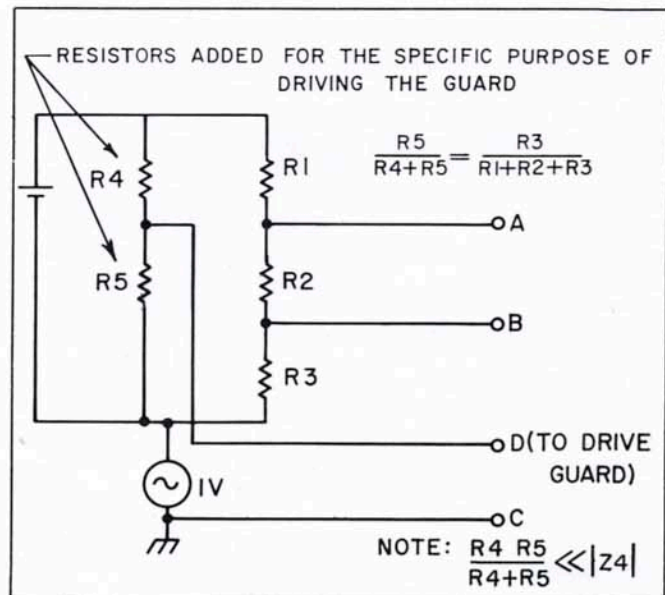 RESISTORS ADDED FOR THE SPECIFIC PURPOSE OF
DRIVING THE GUARD
R4
R1
R5/R4+R5 = R3/R1+R2+R3
A
R5
R2
B
R3
D(TO DRIVE
GUARD)
1V
C
NOTE: R4 R5/R4+R5 <<|Z4|